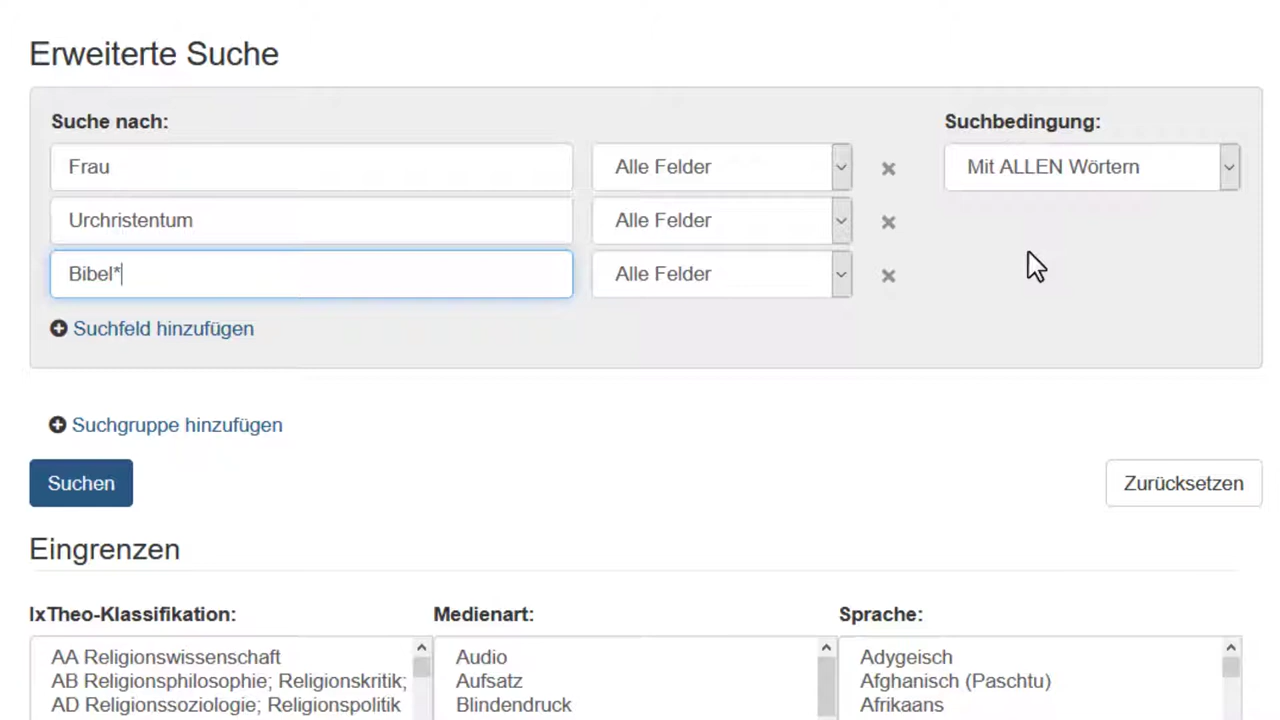 Erweiterte Suche
Suche nach: Suchbedingung:
Frau Alle Felder Mit ALLEN Wörtern
Urchristentum Alle Felder
Bibel* Alle Felder
Suchfeld hinzufügen
Suchgruppe hinzufügen
Suchen Zurücksetzen
Eingrenzen
IxTheo-Klassifikation: Medienart: Sprache:
AA Religionswissenschaft Audio Adygeisch
AB Religionsphilosophie; Religionskritik; Aufsatz Afghanisch (Paschtu)
AD Religionssoziologie; Religionspolitik Blindendruck Afrikaans